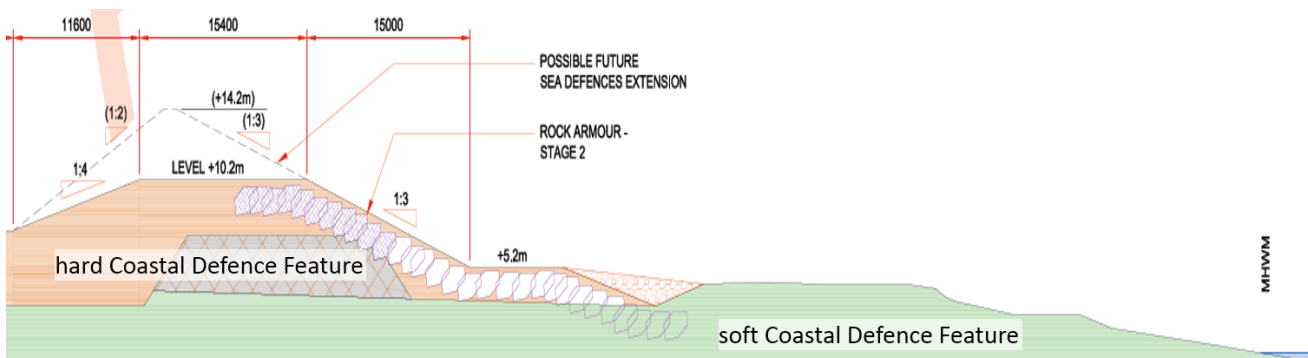 11600
15400
15000
POSSIBLE FUTURE
SEA DEFENCES EXTENSION
(+14.2m)
(1:2)
(1:3)
ROCK ARMOUR -
STAGE 2
1:4
LEVEL +10.2m
1:3
+5.2m
hard Coastal Defence Feature
MHWM
soft Coastal Defence Feature